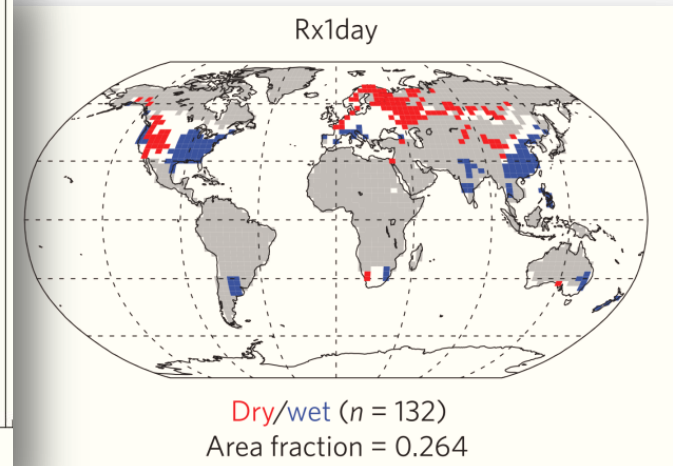 Rx1day
Dry/wet (n = 132)
Area fraction = 0.264